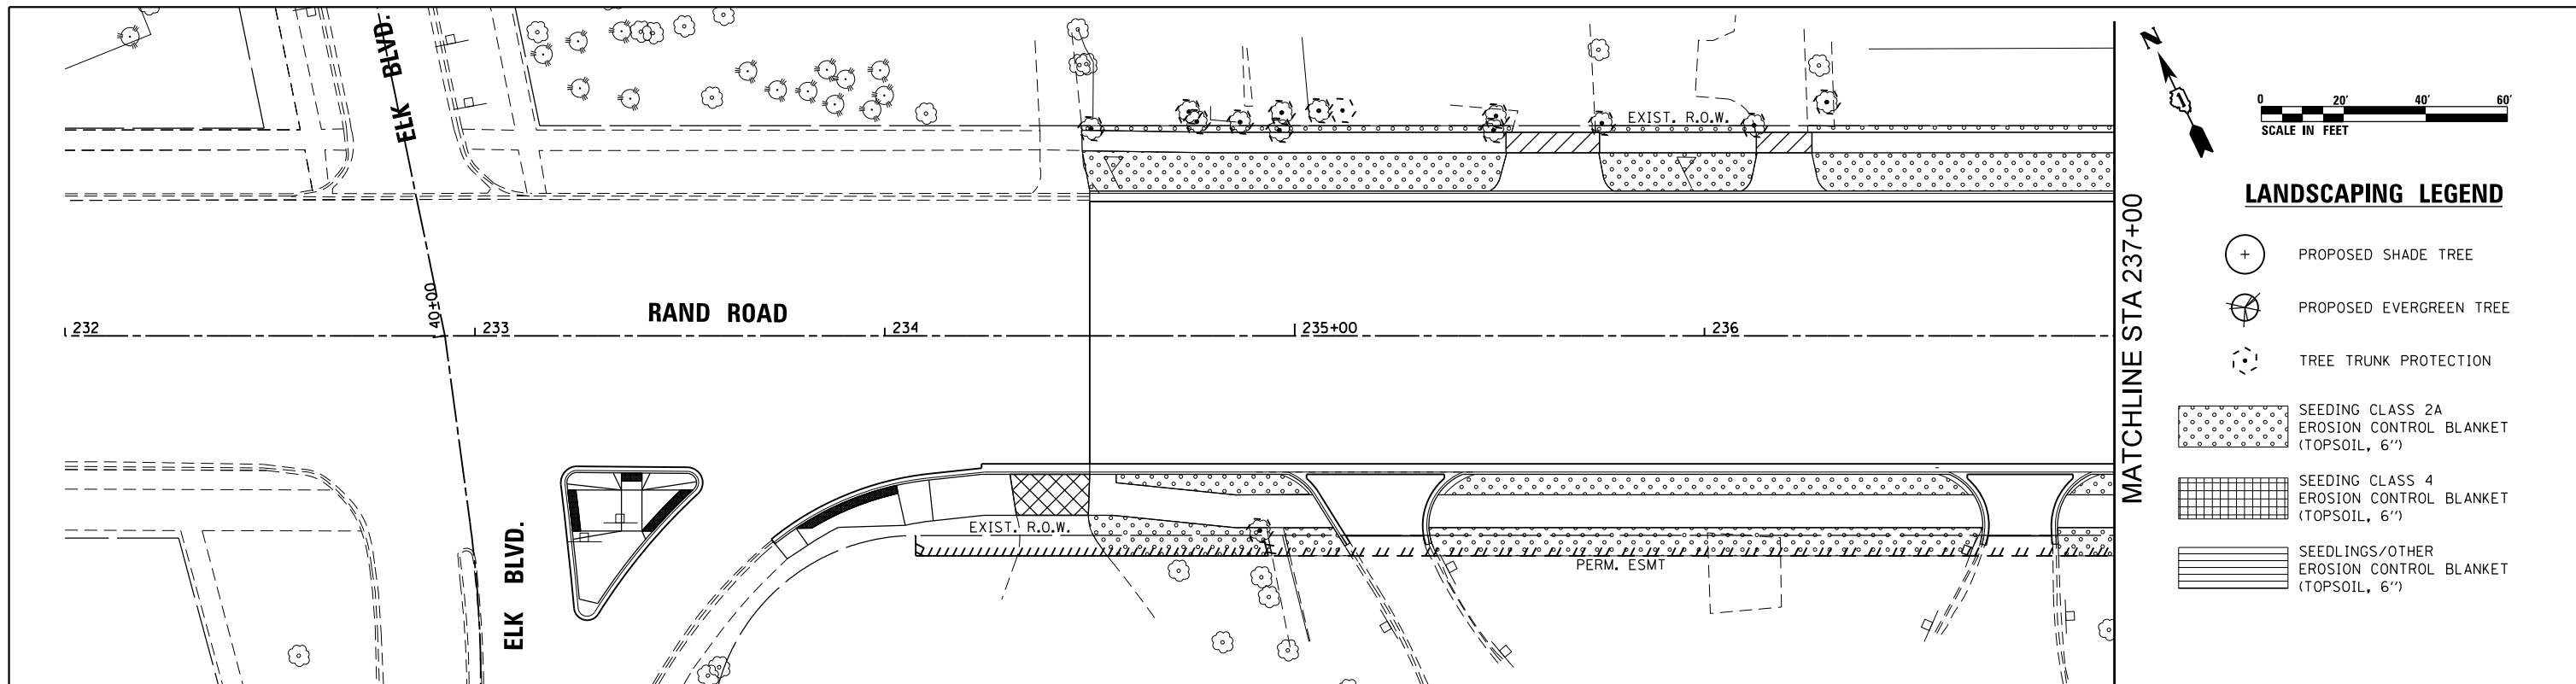 ELK BLVD.
EXIST. R.O.W.
40+00
RAND ROAD
232
233
234
235+00
236
MATCHLINE STA 237+00
EXIST. R.O.W.
PERM. ESMT
ELK BLVD.
N
0 20' 40' 60'
SCALE IN FEET
LANDSCAPING LEGEND
PROPOSED SHADE TREE
PROPOSED EVERGREEN TREE
TREE TRUNK PROTECTION
SEEDING CLASS 2A
EROSION CONTROL BLANKET
(TOPSOIL, 6'')
SEEDING CLASS 4
EROSION CONTROL BLANKET
(TOPSOIL, 6'')
SEEDLINGS/OTHER
EROSION CONTROL BLANKET
(TOPSOIL, 6'')